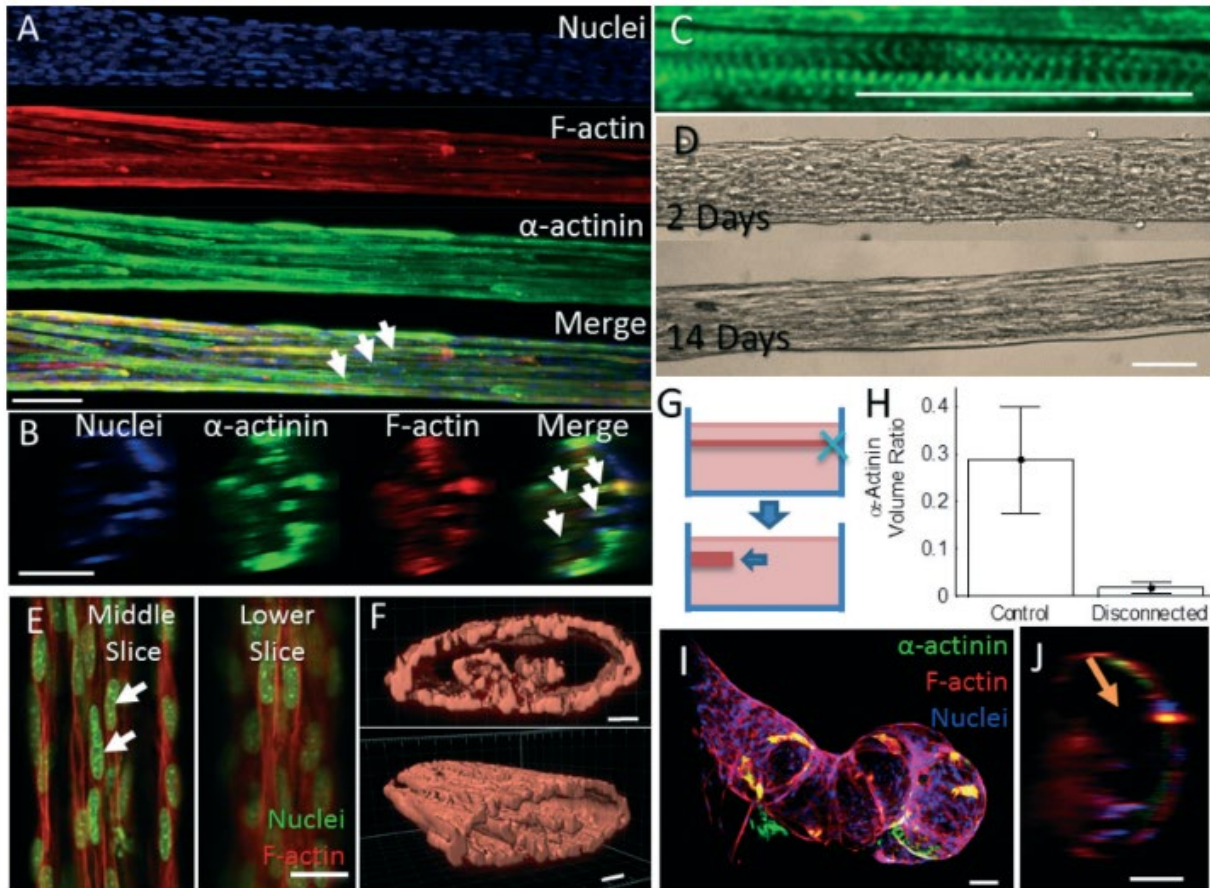 A
Nuclei
F-actin
α-actinin
Merge
B
Nuclei α-actinin F-actin Merge
C
D
2 Days
14 Days
E
Middle
Slice
Lower
Slice
Nuclei
F-actin
F
G
H
α-Actinin
Volume Ratio
0.4
0.3
0.2
0.1
0
Control Disconnected
I
α-actinin
F-actin
Nuclei
J